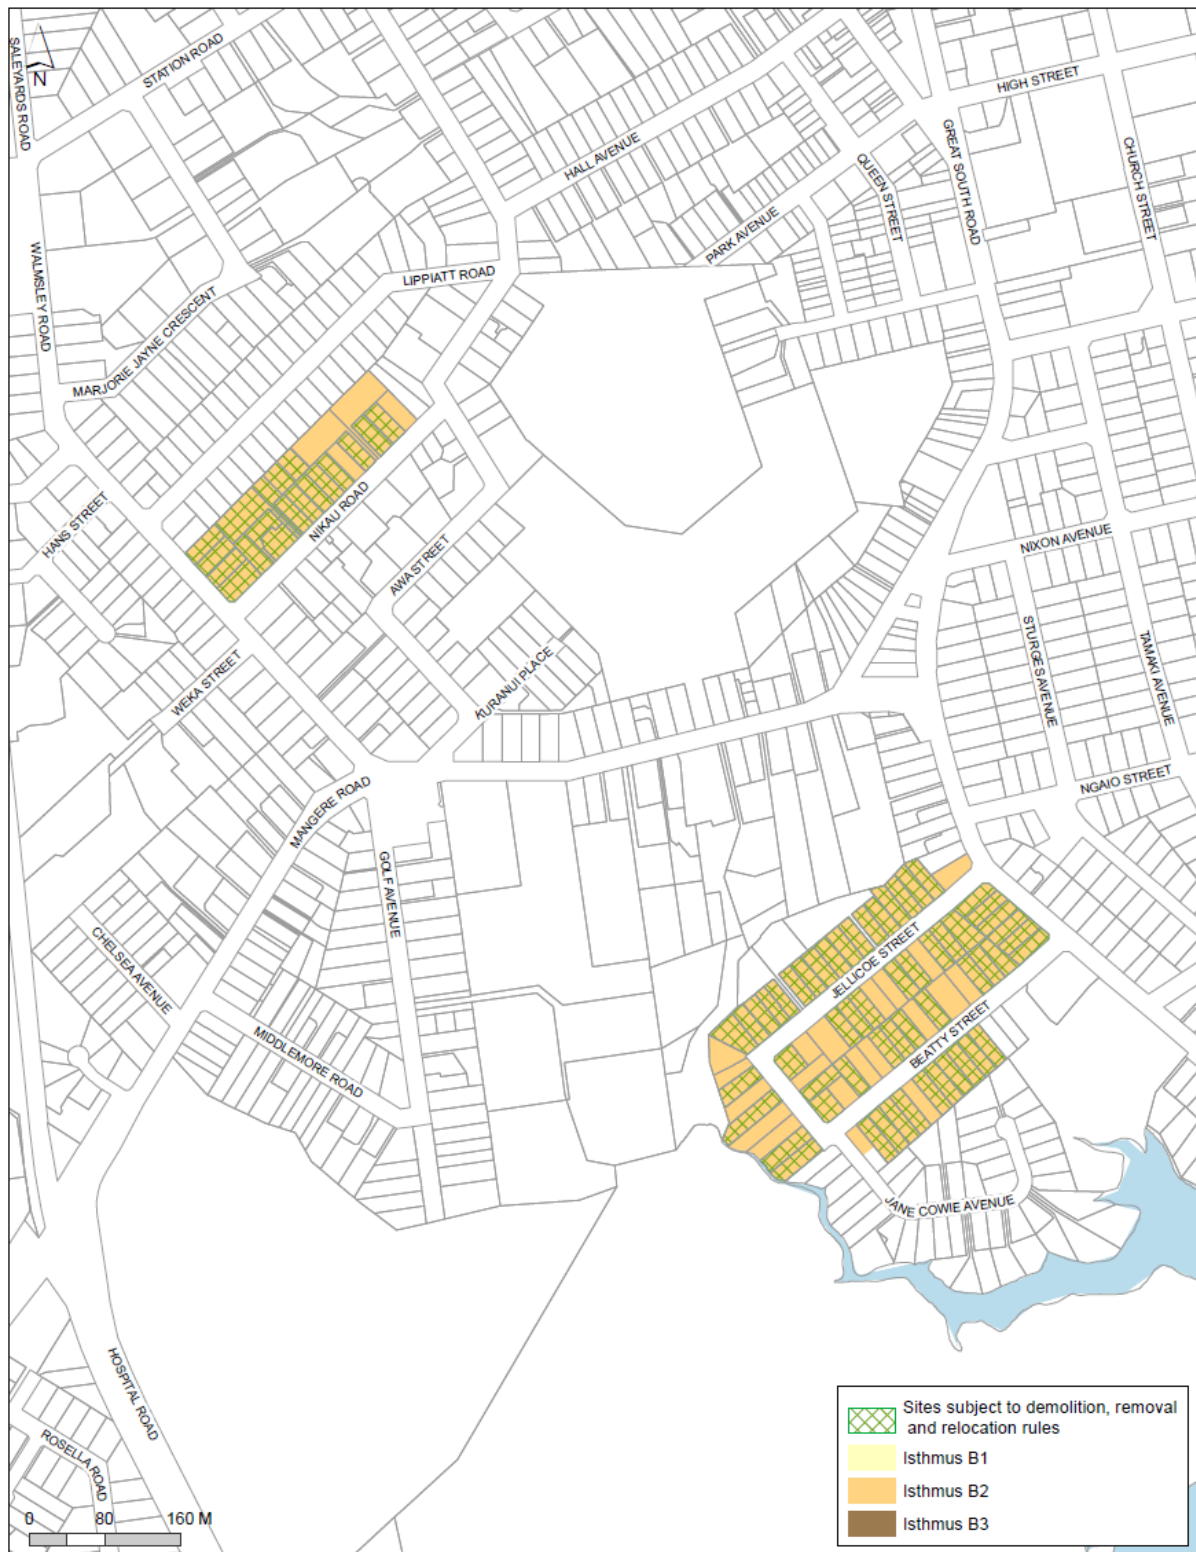 SALEYARDS ROAD
N
STATION ROAD
HIGH STREET
GREAT SOUTH ROAD
CHURCH STREET
HALL AVENUE
QUEEN STREET
PARK AVENUE
WALMSLEY ROAD
LIPPIATT ROAD
MARJORIE JAYNE CRESCENT
HANS STREET
NIKAU ROAD
AWA STREET
NIXON AVENUE
STURGES AVENUE
TAMAKI AVENUE
WEKA STREET
KURANUI PLACE
NGAIO STREET
MANGERE ROAD
GOLF AVENUE
CHELSEA AVENUE
JELLICOE STREET
MIDDLEMORE ROAD
BEATTY STREET
JANE COWIE AVENUE
HOSPITAL ROAD
ROSELLA ROAD
0 80 160 M
Sites subject to demolition, removal
and relocation rules
Isthmus B1
Isthmus B2
Isthmus B3